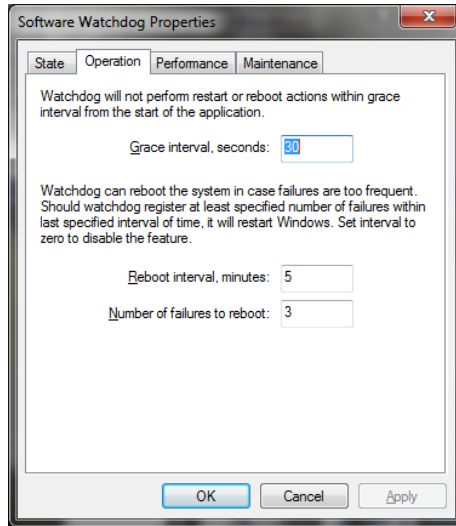 Software Watchdog Properties
x
State Operation Performance Maintenance
Watchdog will not perform restart or reboot actions within grace
interval from the start of the application.
Grace interval, seconds: 30
Watchdog can reboot the system in case failures are too frequent.
Should watchdog register at least specified number of failures within
last specified interval of time, it will restart Windows. Set interval to
zero to disable the feature.
Reboot interval, minutes: 5
Number of failures to reboot: 3
OK Cancel Apply